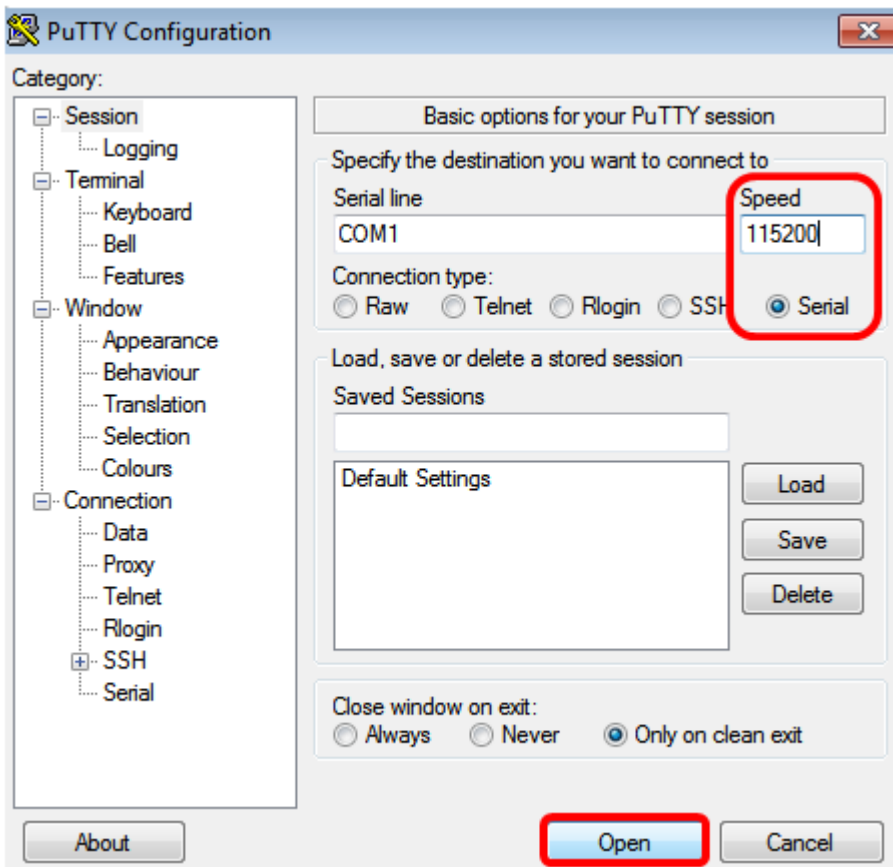 PuTTY Configuration
Category:
Session
Logging
Terminal
Keyboard
Bell
Features
Window
Appearance
Behaviour
Translation
Selection
Colours
Connection
Data
Proxy
Telnet
Rlogin
SSH
Serial
Basic options for your PuTTY session
Specify the destination you want to connect to
Serial line Speed
COM1 115200
Connection type:
Raw Telnet Rlogin SSH Serial
Load, save or delete a stored session
Saved Sessions
Default Settings
Load
Save
Delete
Close window on exit:
Always Never Only on clean exit
About Open Cancel